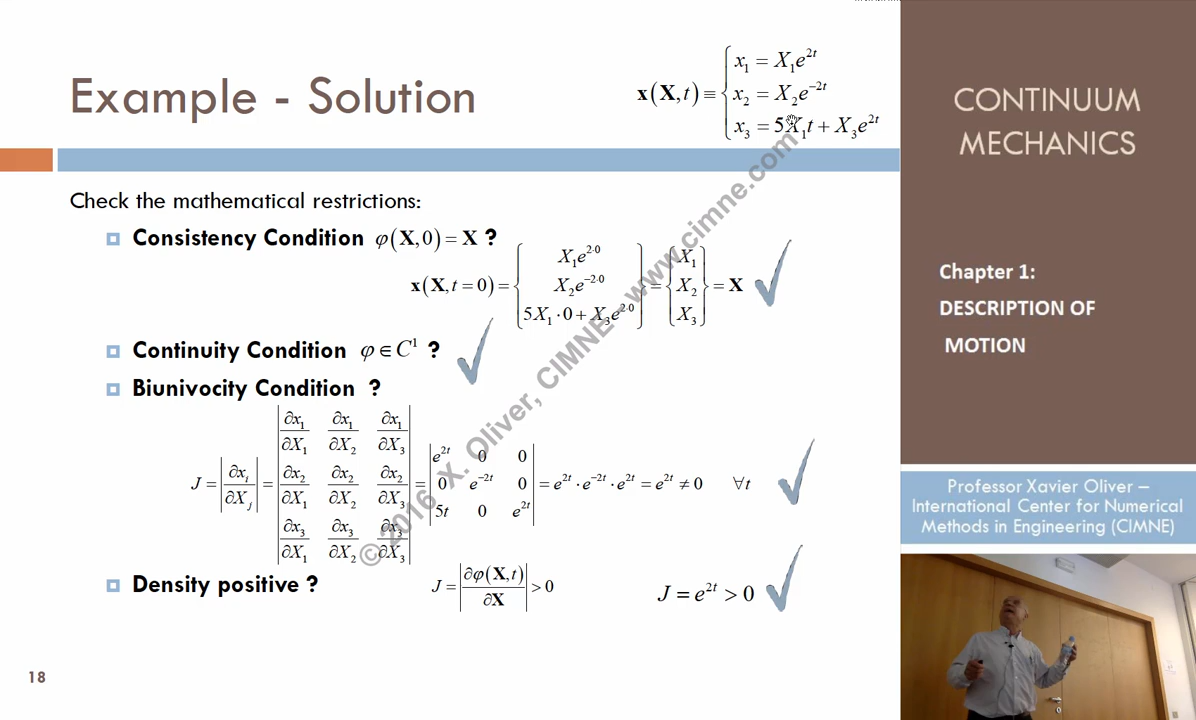 Example - Solution
x(X,t) ≡ { x₁ = X₁e^{2t}
x₂ = X₂e^{−2t}
x₃ = 5X₁t + X₃e^{2t}
Check the mathematical restrictions:
Consistency Condition φ(X,0) = X ?
x(X,t = 0) = { X₁e^{2·0}; X₂e^{−2·0}; 5X₁·0 + X₃e^{2·0} } = { X₁; X₂; X₃ } = X
Continuity Condition φ ∈ C¹ ?
Biunivocity Condition ?
J = |∂xᵢ/∂Xⱼ| = | ∂x₁/∂X₁ ∂x₁/∂X₂ ∂x₁/∂X₃; ∂x₂/∂X₁ ∂x₂/∂X₂ ∂x₂/∂X₃; ∂x₃/∂X₁ ∂x₃/∂X₂ ∂x₃/∂X₃ | = | e^{2t} 0 0; 0 e^{−2t} 0; 5t 0 e^{2t} | = e^{2t}·e^{−2t}·e^{2t} = e^{2t} ≠ 0 ∀t
Density positive ?
J = |∂φ(X,t)/∂X| > 0
J = e^{2t} > 0
18
© 2016 X. Oliver, CIMNE - www.cimne.com
CONTINUUM
MECHANICS
Chapter 1:
DESCRIPTION OF
MOTION
Professor Xavier Oliver –
International Center for Numerical
Methods in Engineering (CIMNE)